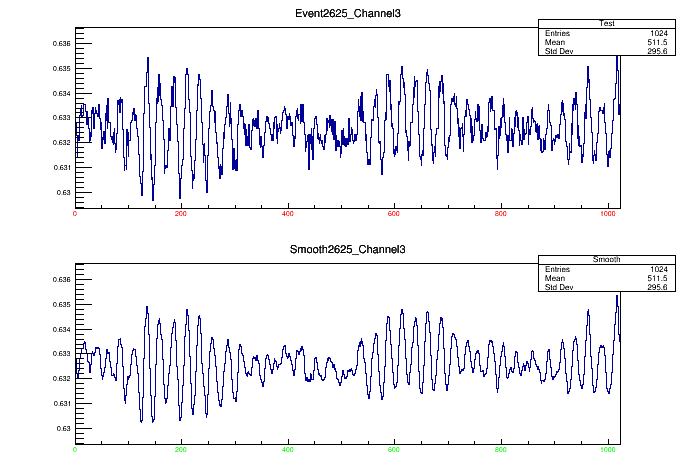 Event2625_Channel3
Test
Entries 1024
Mean 511.5
Std Dev 295.6
0.636
0.635
0.634
0.633
0.632
0.631
0.63
0 200 400 600 800 1000
Smooth2625_Channel3
Smooth
Entries 1024
Mean 511.5
Std Dev 295.6
0.636
0.635
0.634
0.633
0.632
0.631
0.63
0 200 400 600 800 1000